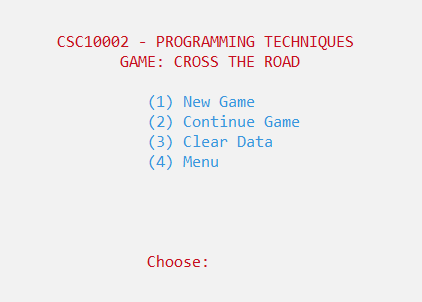 CSC10002 - PROGRAMMING TECHNIQUES
GAME: CROSS THE ROAD
(1) New Game
(2) Continue Game
(3) Clear Data
(4) Menu
Choose: